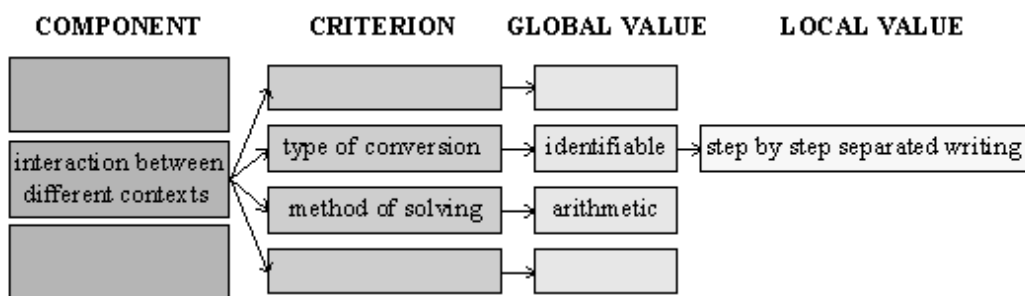 COMPONENT CRITERION GLOBAL VALUE LOCAL VALUE
interaction between
different contexts
type of conversion
identifiable
step by step separated writing
method of solving
arithmetic